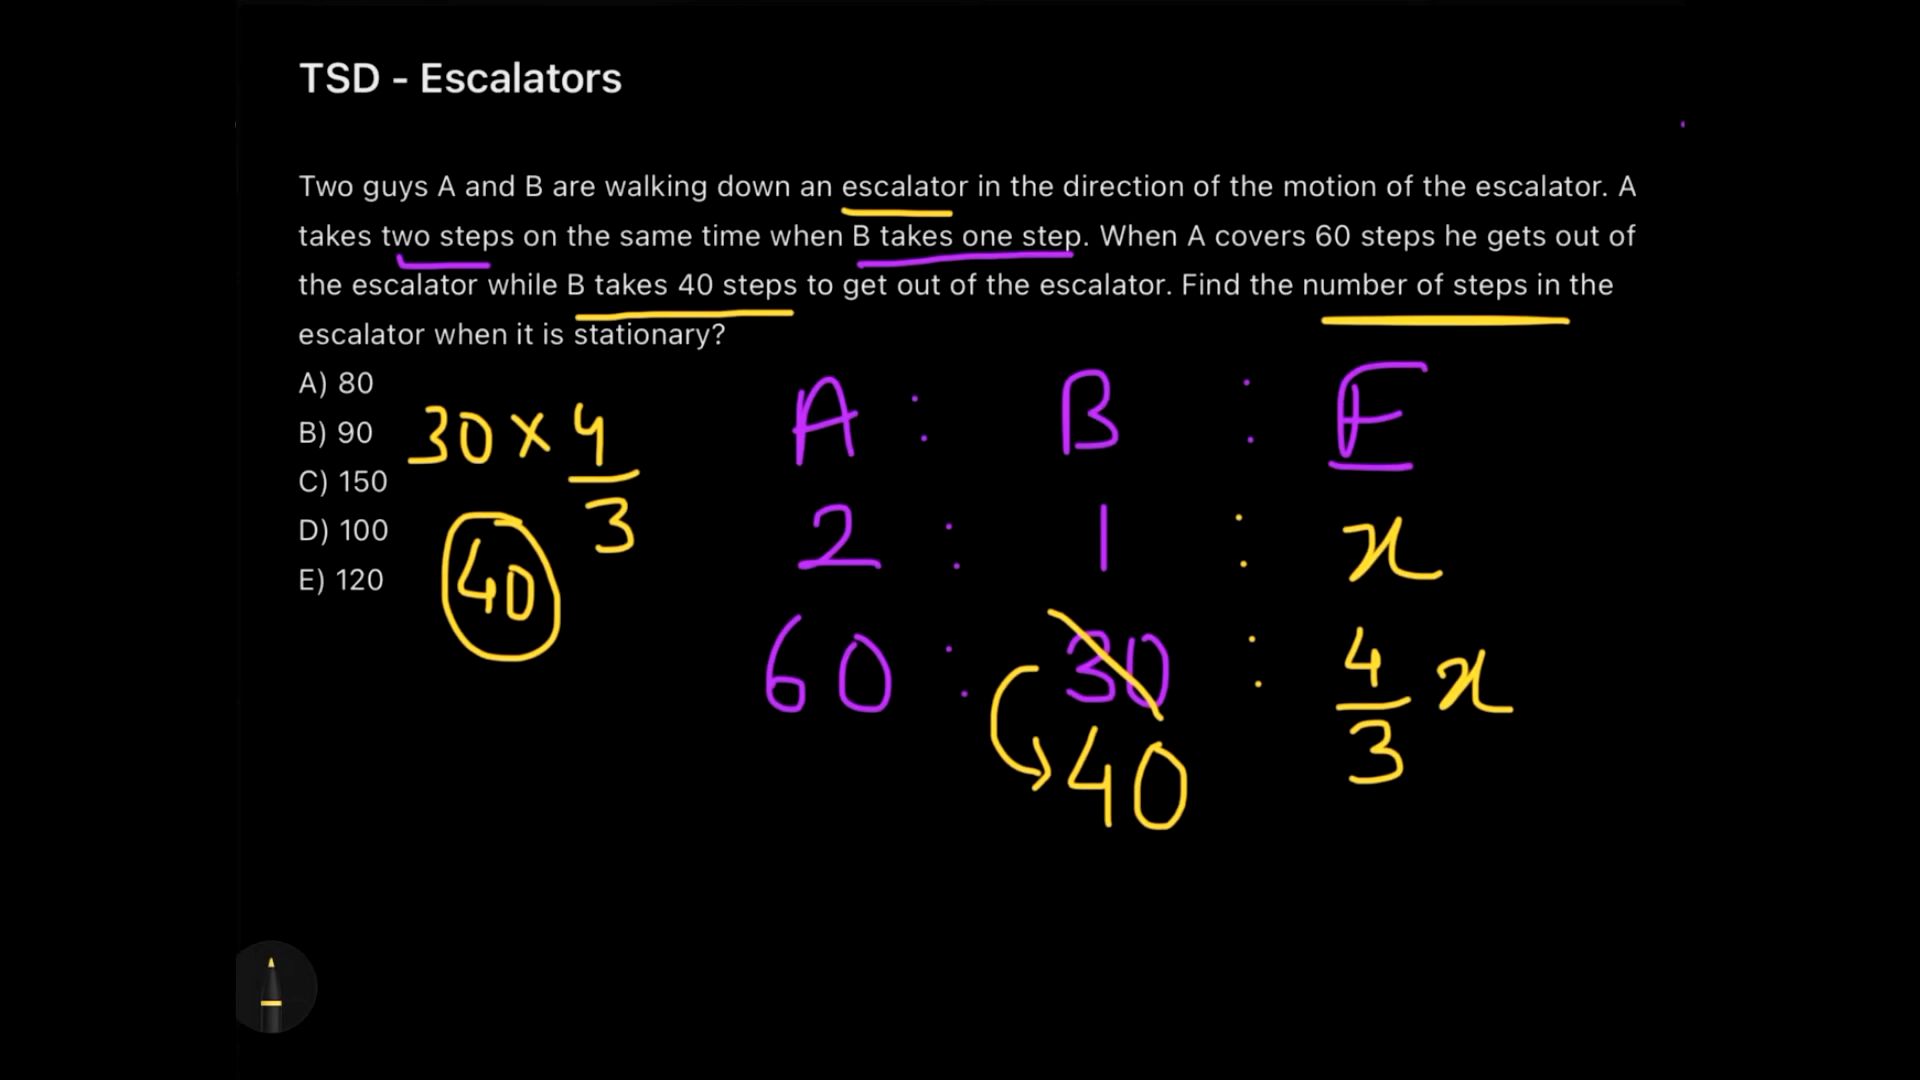 TSD - Escalators
Two guys A and B are walking down an escalator in the direction of the motion of the escalator. A
takes two steps on the same time when B takes one step. When A covers 60 steps he gets out of
the escalator while B takes 40 steps to get out of the escalator. Find the number of steps in the
escalator when it is stationary?
A) 80
B) 90
C) 150
D) 100
E) 120
30 × 4/3
40
A : B : E
2 : 1 : x
60 : 30 : 4/3 x
40